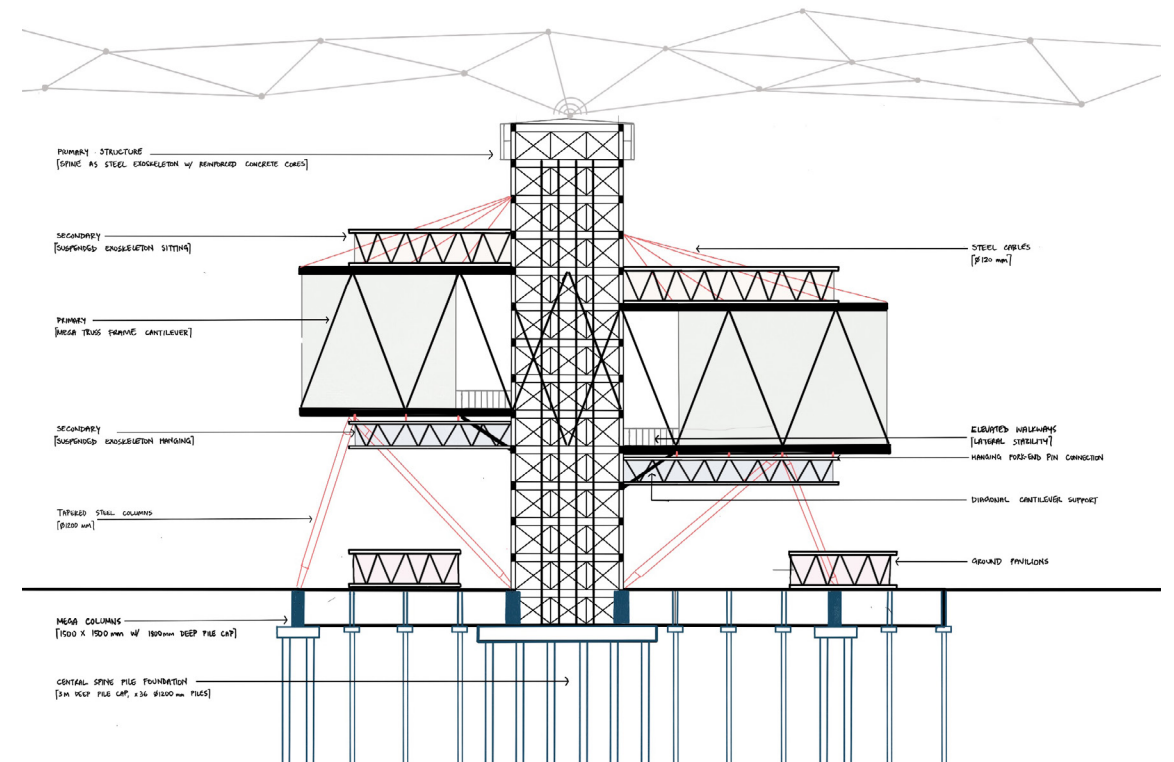 PRIMARY STRUCTURE
[SPINE AS STEEL EXOSKELETON W/ REINFORCED CONCRETE CORES]
SECONDARY
[SUSPENDED EXOSKELETON SITTING]
STEEL CABLES
[Ø120 mm]
PRIMARY
[MEGA TRUSS FRAME CANTILEVER]
SECONDARY
[SUSPENDED EXOSKELETON HANGING]
ELEVATED WALKWAYS
[LATERAL STABILITY]
HANGING FORK-END PIN CONNECTION
DIAGONAL CANTILEVER SUPPORT
TAPERED STEEL COLUMNS
[Ø1200 mm]
GROUND PAVILIONS
MEGA COLUMNS
[1500 X 1500 mm W/ 1800mm DEEP PILE CAP]
CENTRAL SPINE PILE FOUNDATION
[3M DEEP PILE CAP, x36 Ø1200 mm PILES]